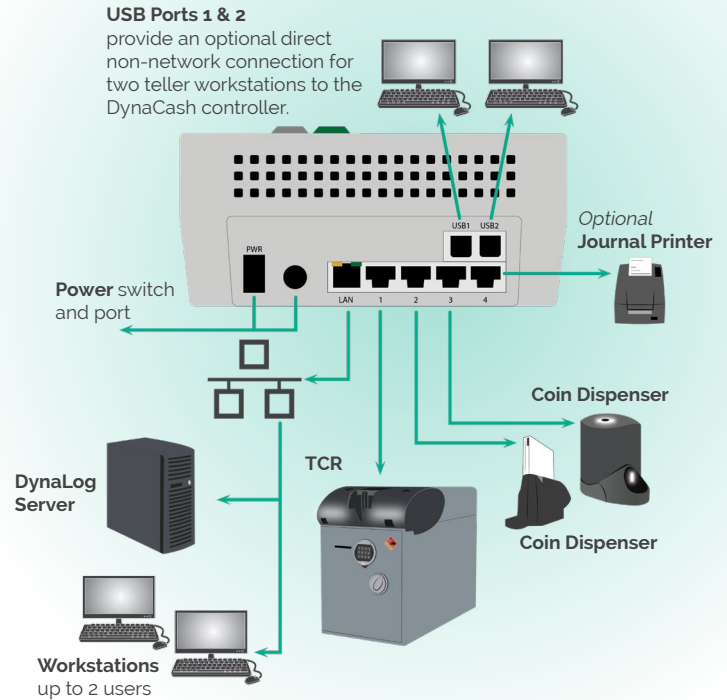 USB Ports 1 & 2
provide an optional direct
non-network connection for
two teller workstations to the
DynaCash controller.
USB1 USB2
Optional
Journal Printer
PWR
Power switch
and port
LAN 1 2 3 4
Coin Dispenser
TCR
DynaLog
Server
Coin Dispenser
Workstations
up to 2 users